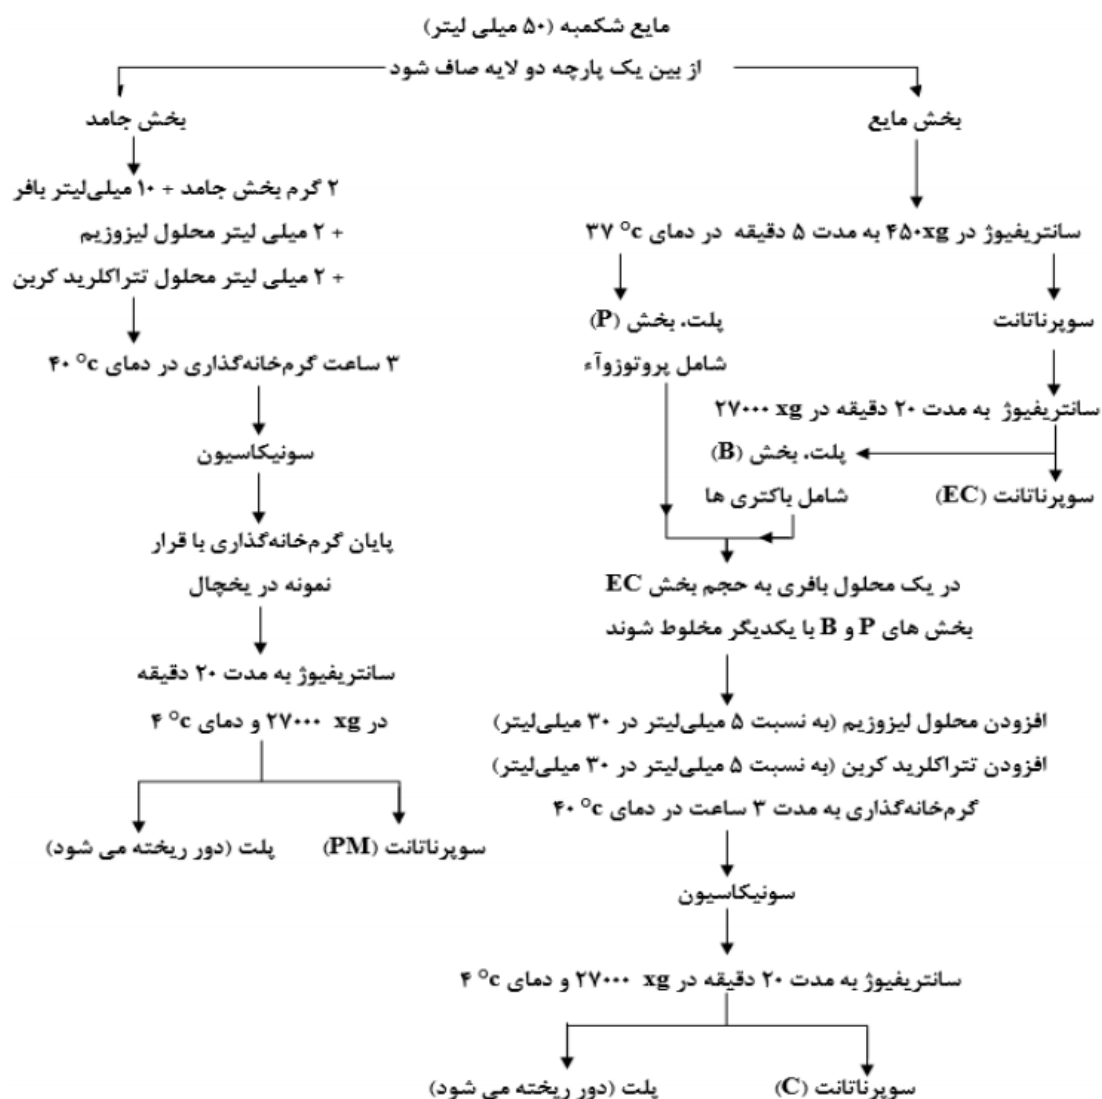 مایع شکمبه (۵۰ میلی لیتر)
از بین یک پارچه دو لایه صاف شود
بخش مایع
سانتریفیوژ در ۴۵۰xg به مدت ۵ دقیقه در دمای ۳۷ °c
سوپرناتانت
پلت. بخش (P)
شامل پروتوزوآء
سانتریفیوژ به مدت ۲۰ دقیقه در ۲۷۰۰۰ xg
پلت. بخش (B)
شامل باکتری ها
سوپرناتانت (EC)
در یک محلول بافری به حجم بخش EC
بخش های P و B با یکدیگر مخلوط شوند
افزودن محلول لیزوزیم (به نسبت ۵ میلی‌لیتر در ۳۰ میلی‌لیتر)
افزودن تتراکلرید کربن (به نسبت ۵ میلی‌لیتر در ۳۰ میلی‌لیتر)
گرم‌خانه‌گذاری به مدت ۳ ساعت در دمای ۴۰ °c
سونیکاسیون
سانتریفیوژ به مدت ۲۰ دقیقه در ۲۷۰۰۰ xg و دمای ۴ °c
سوپرناتانت (C)
پلت (دور ریخته می شود)
بخش جامد
۲ گرم بخش جامد + ۱۰ میلی‌لیتر بافر
+ ۲ میلی لیتر محلول لیزوزیم
+ ۲ میلی لیتر محلول تتراکلرید کربن
۳ ساعت گرم‌خانه‌گذاری در دمای ۴۰ °c
سونیکاسیون
پایان گرم‌خانه‌گذاری با قرار
نمونه در یخچال
سانتریفیوژ به مدت ۲۰ دقیقه
در ۲۷۰۰۰ xg و دمای ۴ °c
سوپرناتانت (PM)
پلت (دور ریخته می شود)